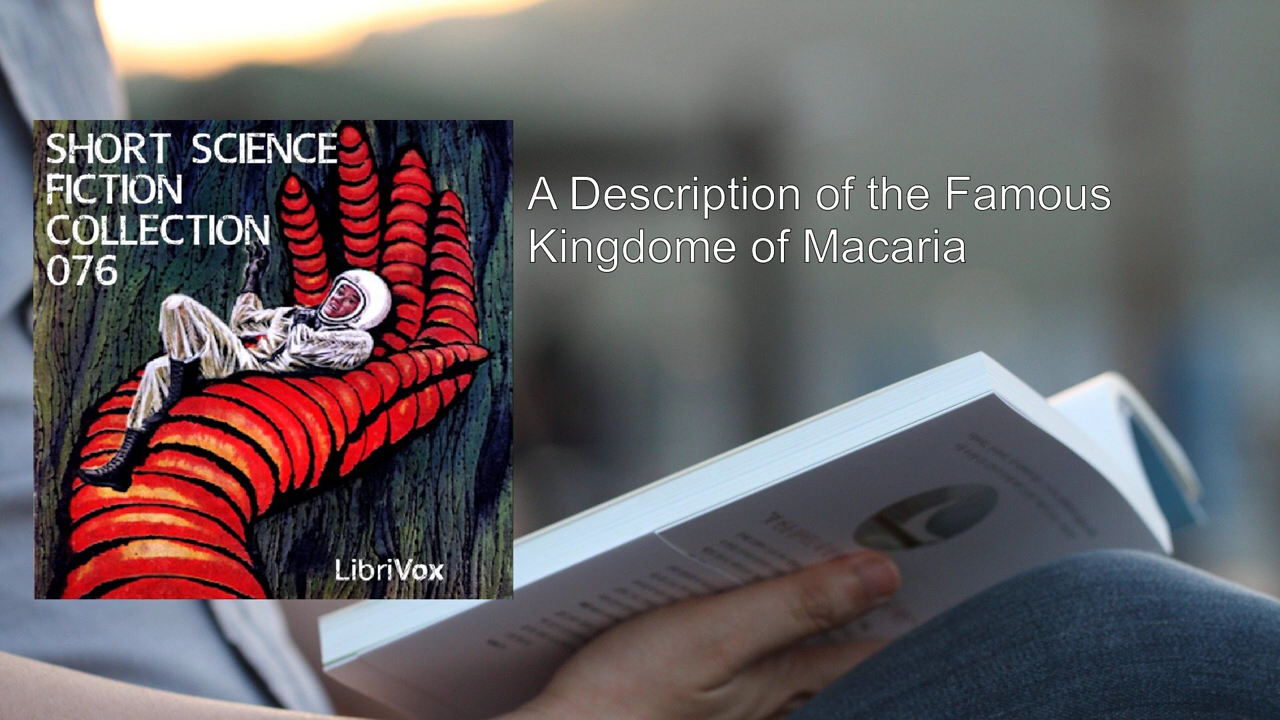 SHORT SCIENCE
FICTION
COLLECTION
076
LibriVox
A Description of the Famous
Kingdome of Macaria